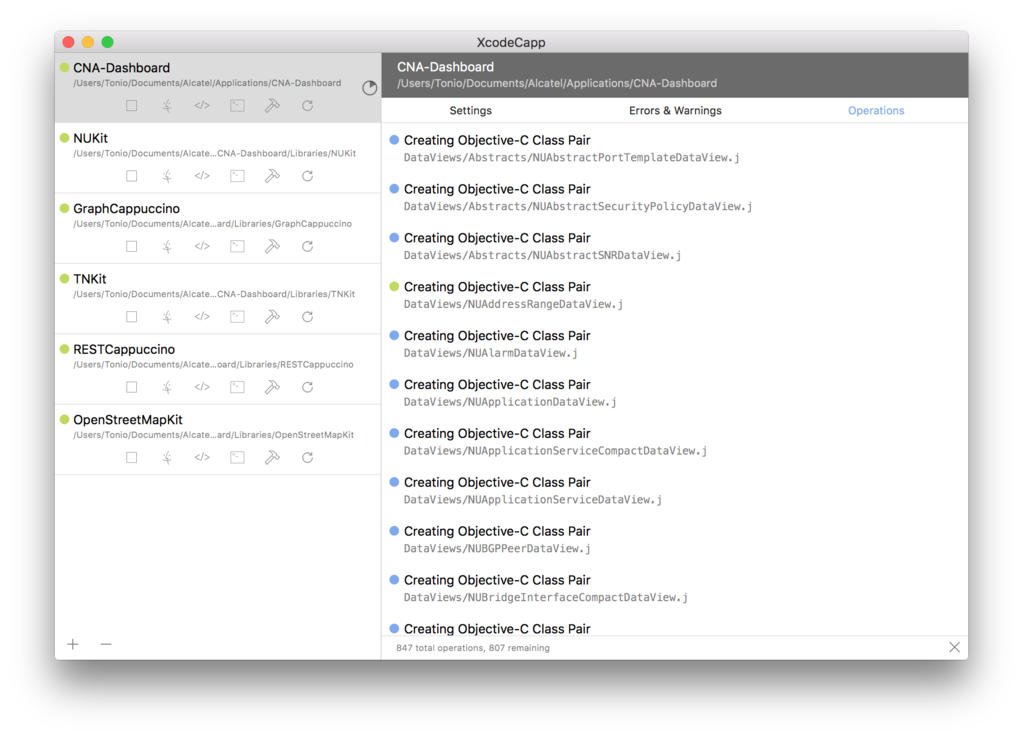 XcodeCapp
CNA-Dashboard
/Users/Tonio/Documents/Alcatel/Applications/CNA-Dashboard
</>
NUKit
/Users/Tonio/Documents/Alcate...CNA-Dashboard/Libraries/NUKit
</>
GraphCappuccino
/Users/Tonio/Documents/Alcate...ard/Libraries/GraphCappuccino
</>
TNKit
/Users/Tonio/Documents/Alcate...CNA-Dashboard/Libraries/TNKit
</>
RESTCappuccino
/Users/Tonio/Documents/Alcate...oard/Libraries/RESTCappuccino
</>
OpenStreetMapKit
/Users/Tonio/Documents/Alcate...ard/Libraries/OpenStreetMapKit
</>
CNA-Dashboard
/Users/Tonio/Documents/Alcatel/Applications/CNA-Dashboard
Settings Errors & Warnings Operations
Creating Objective-C Class Pair
DataViews/Abstracts/NUAbstractPortTemplateDataView.j
Creating Objective-C Class Pair
DataViews/Abstracts/NUAbstractSecurityPolicyDataView.j
Creating Objective-C Class Pair
DataViews/Abstracts/NUAbstractSNRDataView.j
Creating Objective-C Class Pair
DataViews/NUAddressRangeDataView.j
Creating Objective-C Class Pair
DataViews/NUAlarmDataView.j
Creating Objective-C Class Pair
DataViews/NUApplicationDataView.j
Creating Objective-C Class Pair
DataViews/NUApplicationServiceCompactDataView.j
Creating Objective-C Class Pair
DataViews/NUApplicationServiceDataView.j
Creating Objective-C Class Pair
DataViews/NUBGPPeerDataView.j
Creating Objective-C Class Pair
DataViews/NUBridgeInterfaceCompactDataView.j
Creating Objective-C Class Pair
847 total operations, 807 remaining